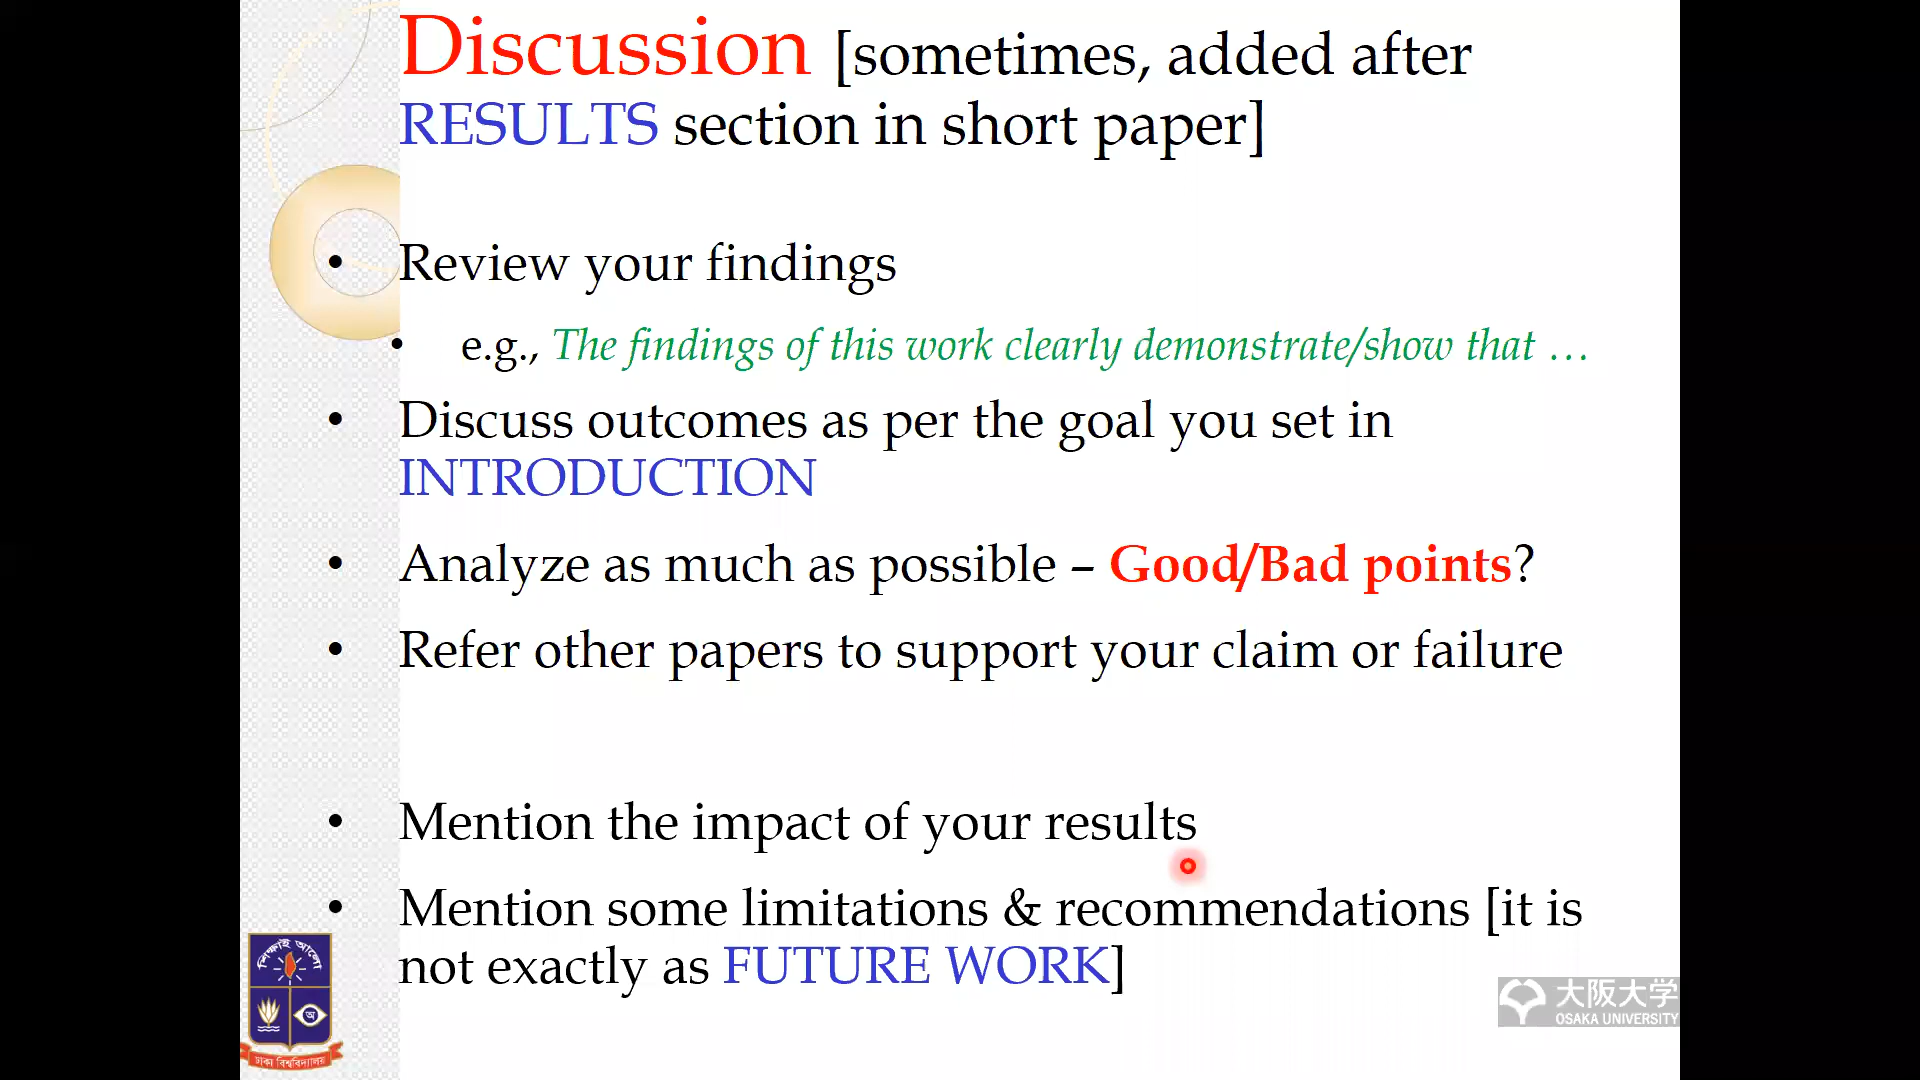 Discussion [sometimes, added after
RESULTS section in short paper]
• Review your findings
• e.g., The findings of this work clearly demonstrate/show that …
• Discuss outcomes as per the goal you set in
INTRODUCTION
• Analyze as much as possible – Good/Bad points?
• Refer other papers to support your claim or failure
• Mention the impact of your results
• Mention some limitations & recommendations [it is
not exactly as FUTURE WORK]
শিক্ষাই আলো
অ
ঢাকা বিশ্ববিদ্যালয়
大阪大学
OSAKA UNIVERSITY